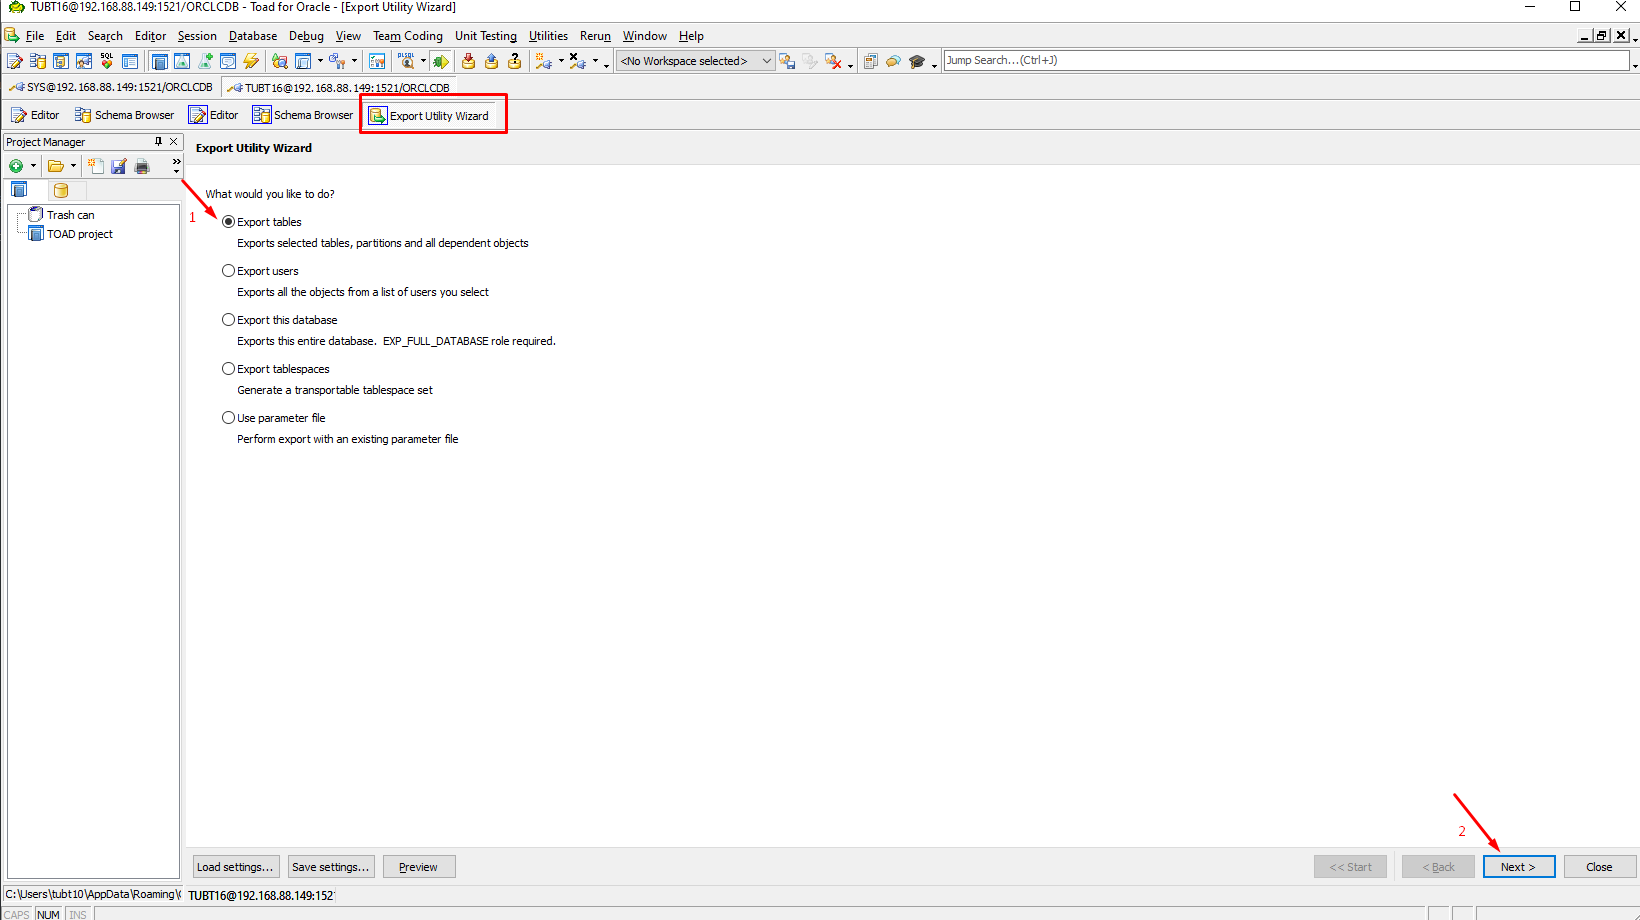 TUBT16@192.168.88.149:1521/ORCLCDB - Toad for Oracle - [Export Utility Wizard]
File Edit Search Editor Session Database Debug View Team Coding Unit Testing Utilities Rerun Window Help
SQL <No Workspace selected> Jump Search...(Ctrl+J)
SYS@192.168.88.149:1521/ORCLCDB TUBT16@192.168.88.149:1521/ORCLCDB
Editor Schema Browser Editor Schema Browser Export Utility Wizard
Project Manager
Export Utility Wizard
What would you like to do?
1
Export tables
Trash can
TOAD project
Exports selected tables, partitions and all dependent objects
Export users
Exports all the objects from a list of users you select
Export this database
Exports this entire database. EXP_FULL_DATABASE role required.
Export tablespaces
Generate a transportable tablespace set
Use parameter file
Perform export with an existing parameter file
2
Load settings... Save settings... Preview << Start < Back Next > Close
C:\Users\tubt10\AppData\Roaming\ TUBT16@192.168.88.149:152
CAPS NUM INS